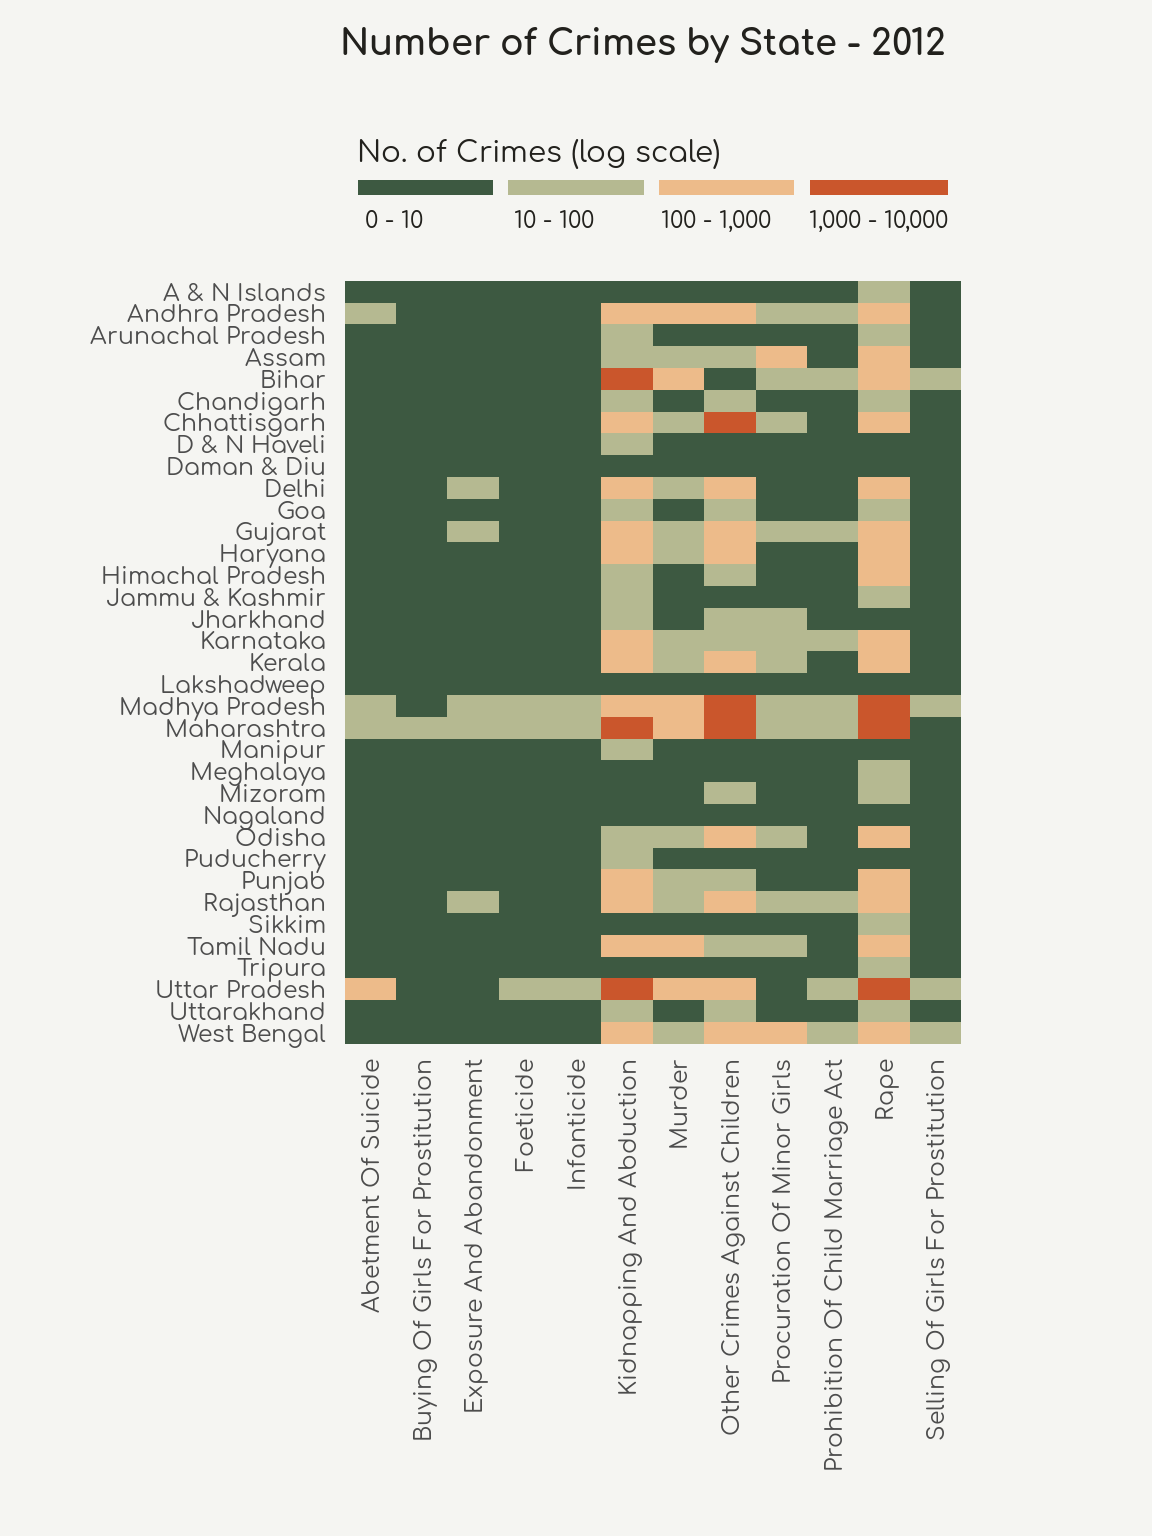 Number of Crimes by State - 2012
No. of Crimes (log scale)
0 - 10
10 - 100
100 - 1,000
1,000 - 10,000
A & N Islands
Andhra Pradesh
Arunachal Pradesh
Assam
Bihar
Chandigarh
Chhattisgarh
D & N Haveli
Daman & Diu
Delhi
Goa
Gujarat
Haryana
Himachal Pradesh
Jammu & Kashmir
Jharkhand
Karnataka
Kerala
Lakshadweep
Madhya Pradesh
Maharashtra
Manipur
Meghalaya
Mizoram
Nagaland
Odisha
Puducherry
Punjab
Rajasthan
Sikkim
Tamil Nadu
Tripura
Uttar Pradesh
Uttarakhand
West Bengal
Abetment Of Suicide
Buying Of Girls For Prostitution
Exposure And Abandonment
Foeticide
Infanticide
Kidnapping And Abduction
Murder
Other Crimes Against Children
Procuration Of Minor Girls
Prohibition Of Child Marriage Act
Rape
Selling Of Girls For Prostitution